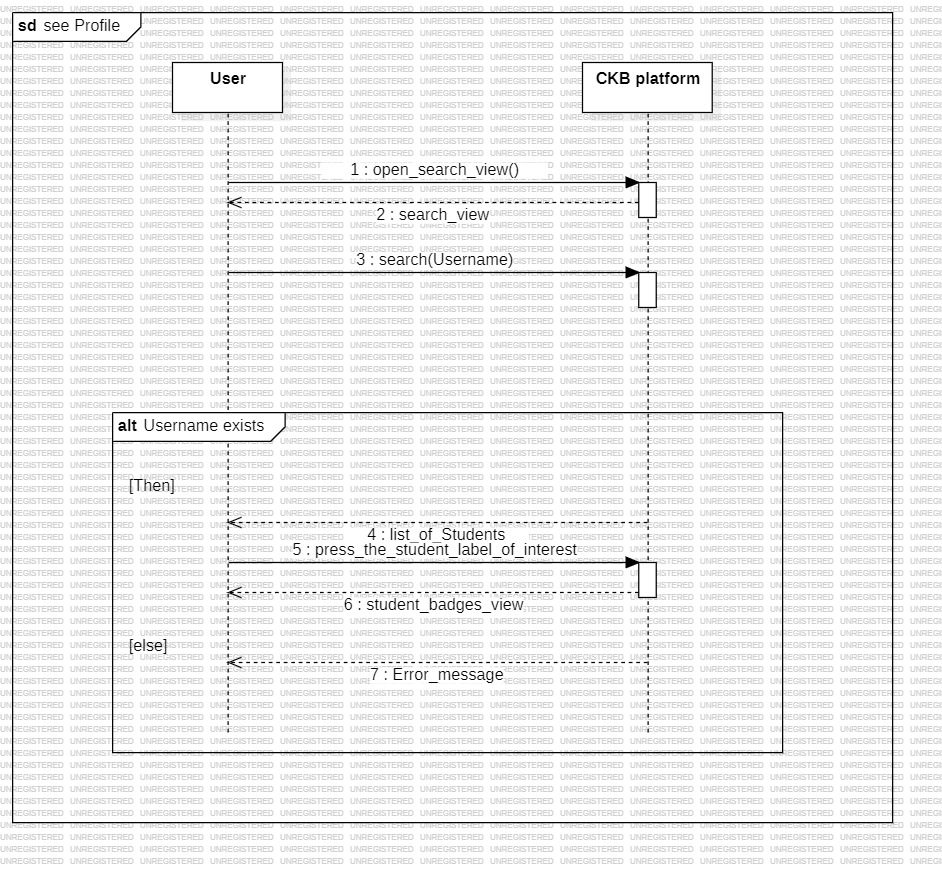 sd see Profile
User
CKB platform
1 : open_search_view()
2 : search_view
3 : search(Username)
alt Username exists
[Then]
4 : list_of_Students
5 : press_the_student_label_of_interest
6 : student_badges_view
[else]
7 : Error_message
UNREGISTERED